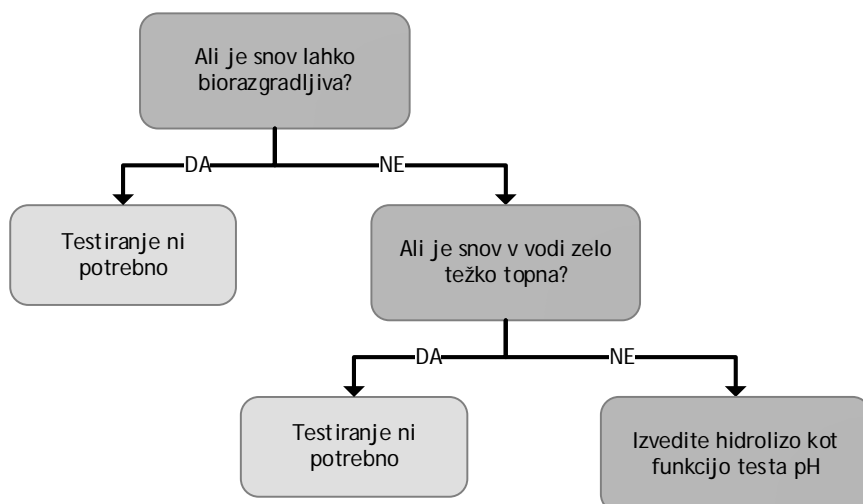 Ali je snov lahko
biorazgradljiva?
DA
NE
Testiranje ni
potrebno
Ali je snov v vodi zelo
težko topna?
DA
NE
Testiranje ni
potrebno
Izvedite hidrolizo kot
funkcijo testa pH